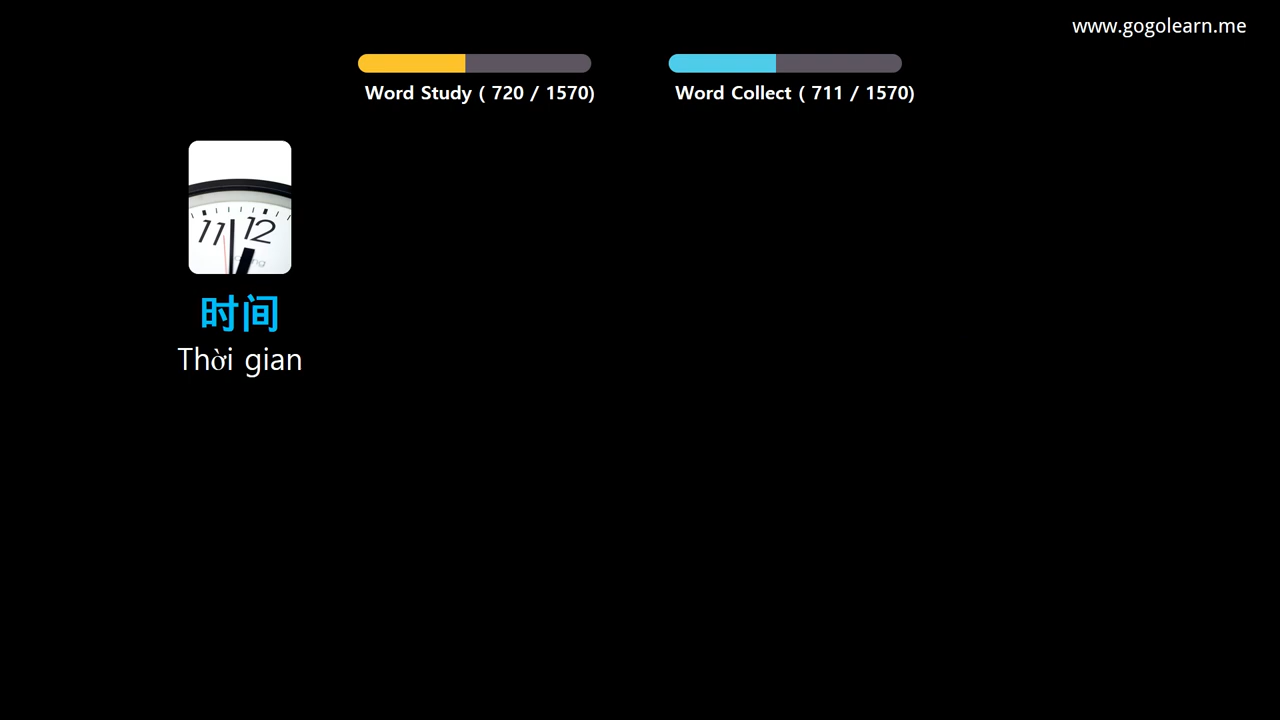 www.gogolearn.me
Word Study ( 720 / 1570)
Word Collect ( 711 / 1570)
11 12
时间
Thời gian